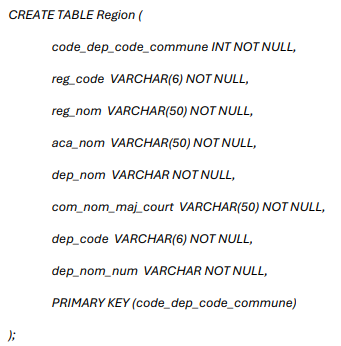 CREATE TABLE Region (
code_dep_code_commune INT NOT NULL,
reg_code VARCHAR(6) NOT NULL,
reg_nom VARCHAR(50) NOT NULL,
aca_nom VARCHAR(50) NOT NULL,
dep_nom VARCHAR NOT NULL,
com_nom_maj_court VARCHAR(50) NOT NULL,
dep_code VARCHAR(6) NOT NULL,
dep_nom_num VARCHAR NOT NULL,
PRIMARY KEY (code_dep_code_commune)
);